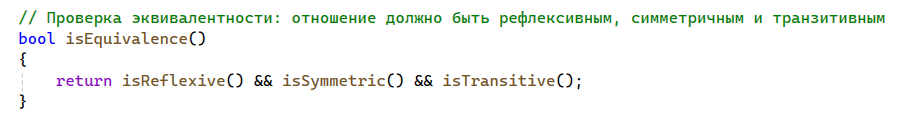 // Проверка эквивалентности: отношение должно быть рефлексивным, симметричным и транзитивным
bool isEquivalence()
{
    return isReflexive() && isSymmetric() && isTransitive();
}